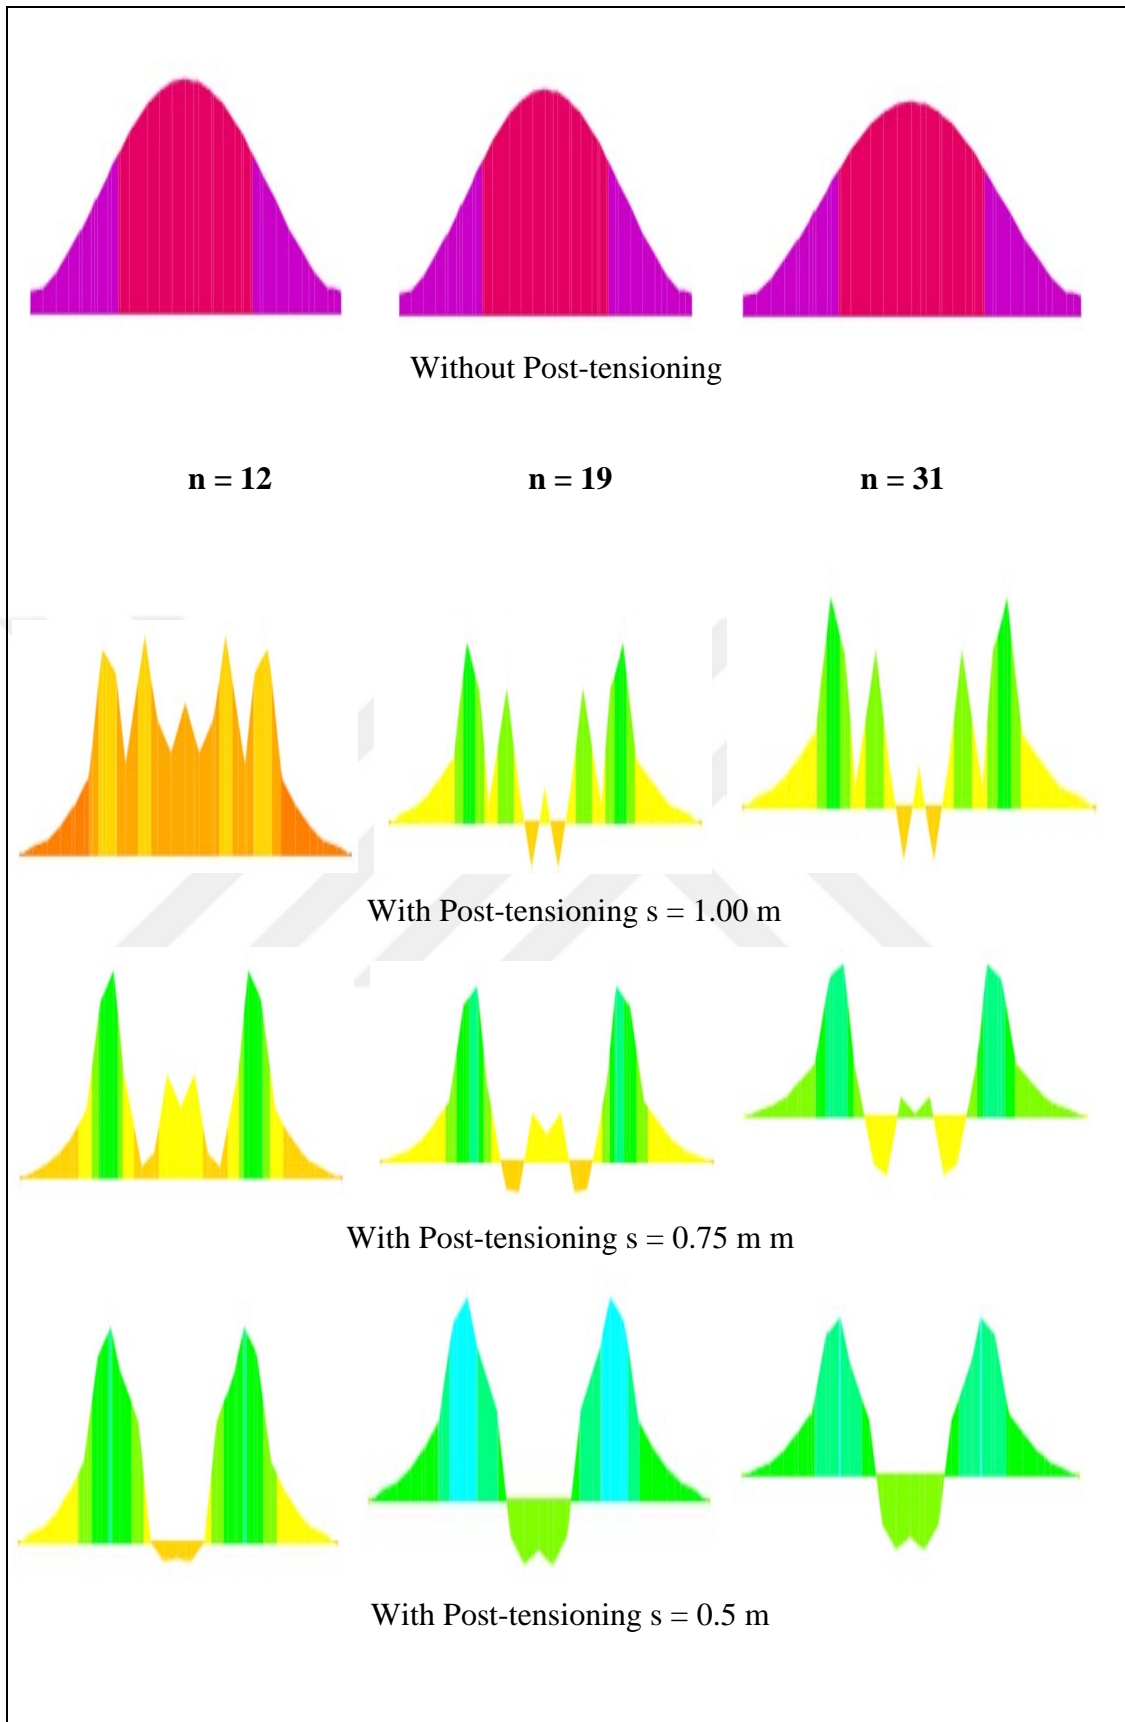 Without Post-tensioning
n = 12 n = 19 n = 31
With Post-tensioning s = 1.00 m
With Post-tensioning s = 0.75 m m
With Post-tensioning s = 0.5 m